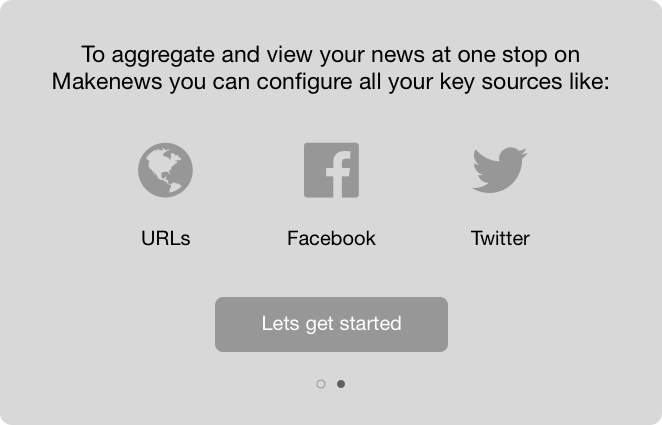 To aggregate and view your news at one stop on
Makenews you can configure all your key sources like:
URLs
Facebook
Twitter
Lets get started